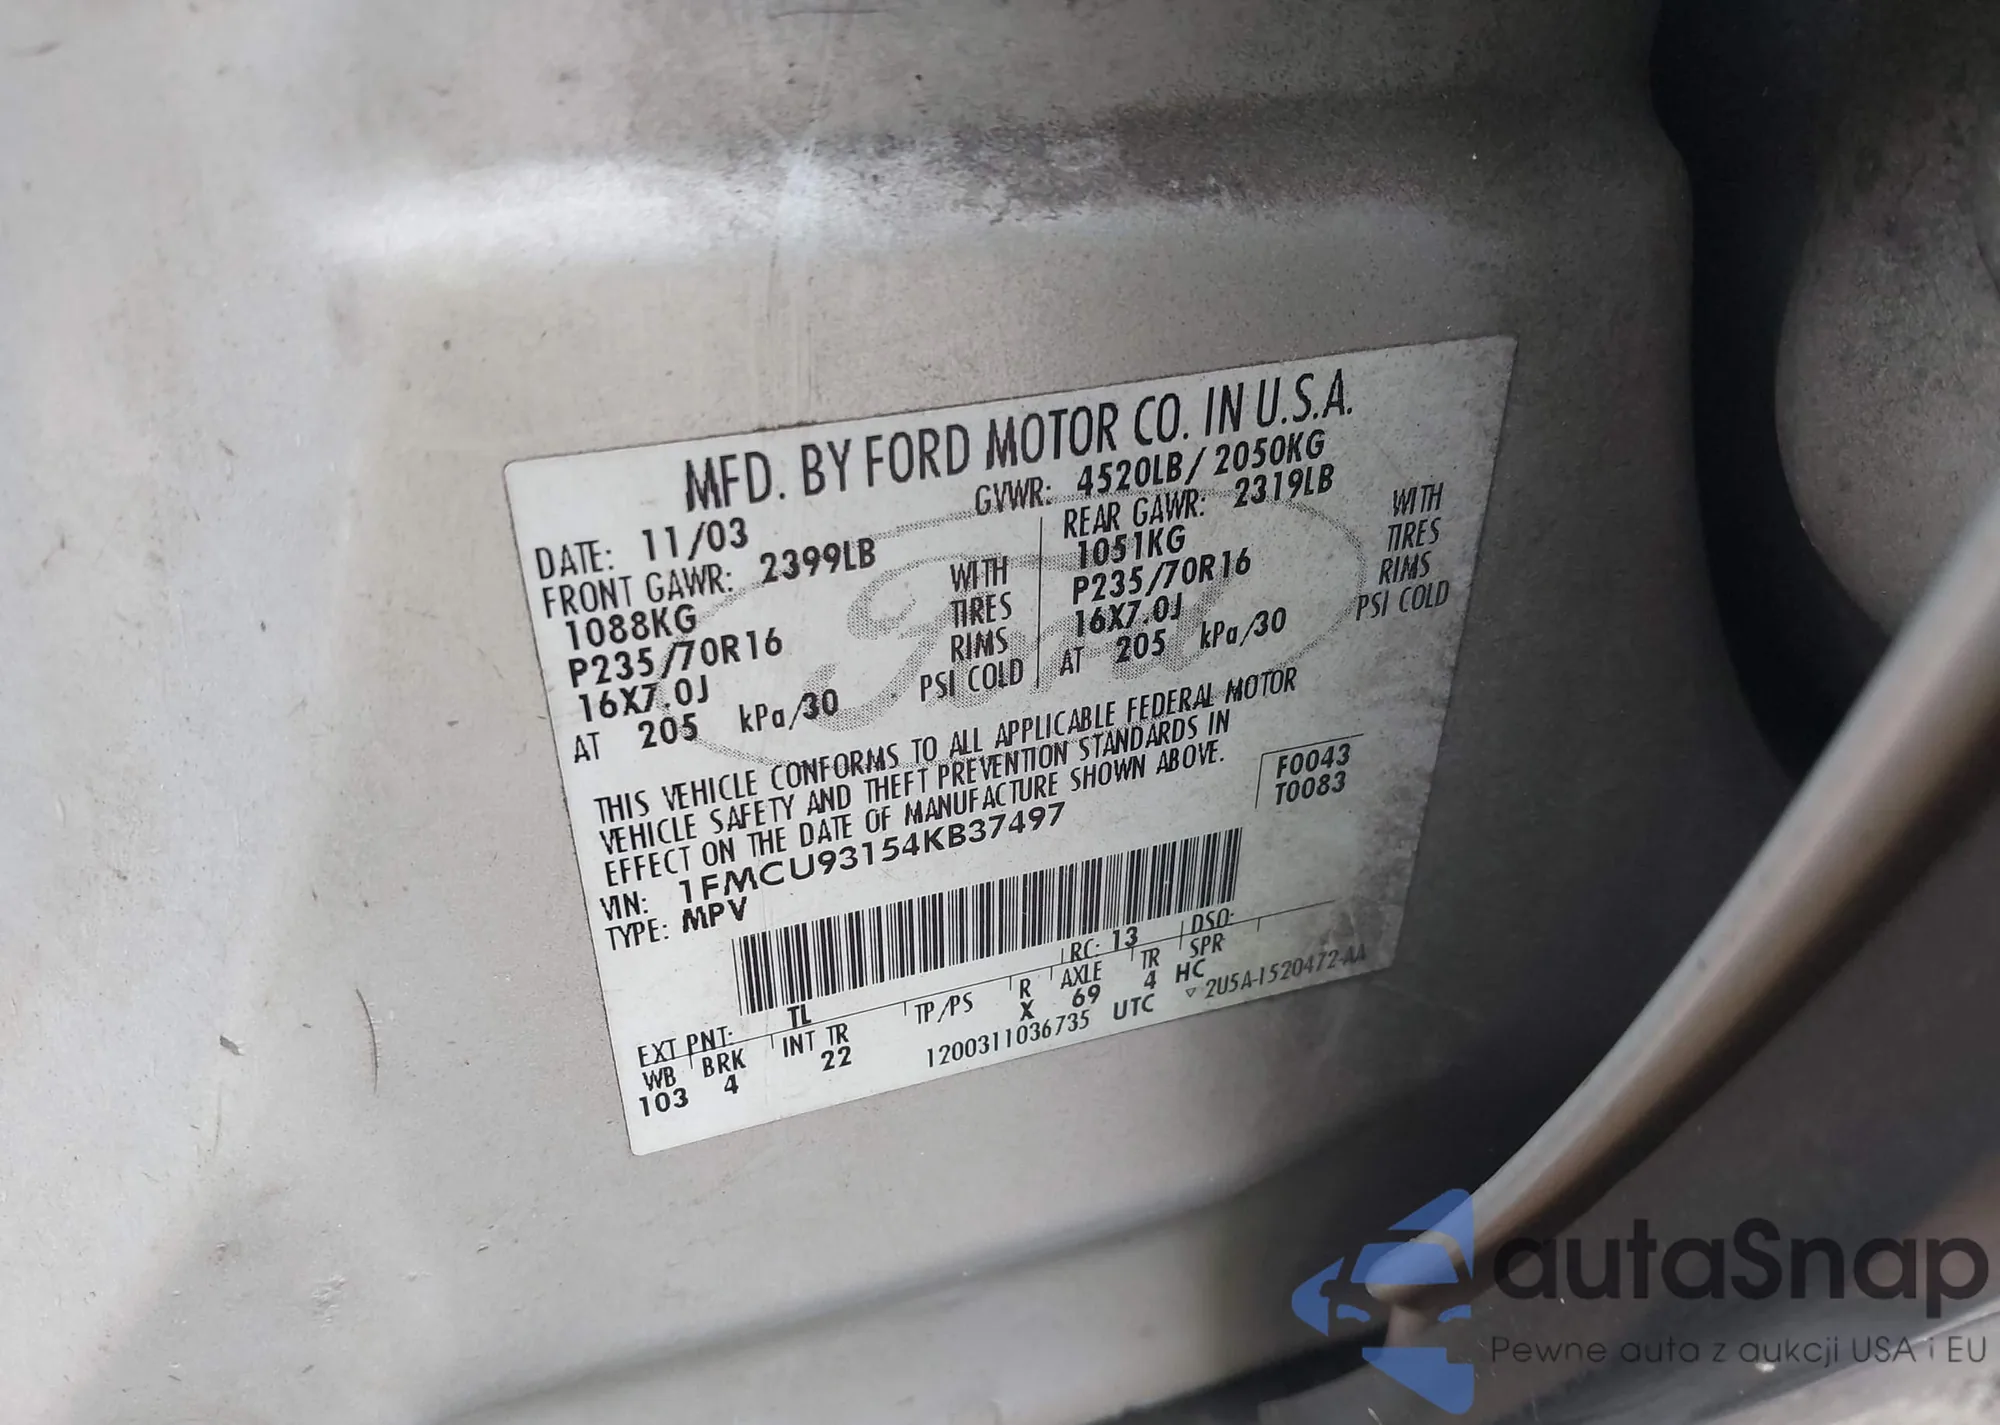 MFD. BY FORD MOTOR CO. IN U.S.A.
DATE: 11/03 GVWR: 4520LB/2050KG
FRONT GAWR: 2399LB REAR GAWR: 2319LB
1088KG WITH 1051KG WITH
P235/70R16 TIRES P235/70R16 TIRES
16X7.0J RIMS 16X7.0J RIMS
AT 205 kPa/30 PSI COLD AT 205 kPa/30 PSI COLD
Ford
THIS VEHICLE CONFORMS TO ALL APPLICABLE FEDERAL MOTOR
VEHICLE SAFETY AND THEFT PREVENTION STANDARDS IN
EFFECT ON THE DATE OF MANUFACTURE SHOWN ABOVE.
F0043
T0083
VIN: 1FMCU93154KB37497
TYPE: MPV
EXT PNT: TL RC: 13 DSO:
WB BRK INT TR TP/PS R AXLE TR SPR
103 4 22 X 69 4 HC
1200311036735 UTC ▽ 2U5A-1520472-AA
autaSnap
Pewne auta z aukcji USA i EU